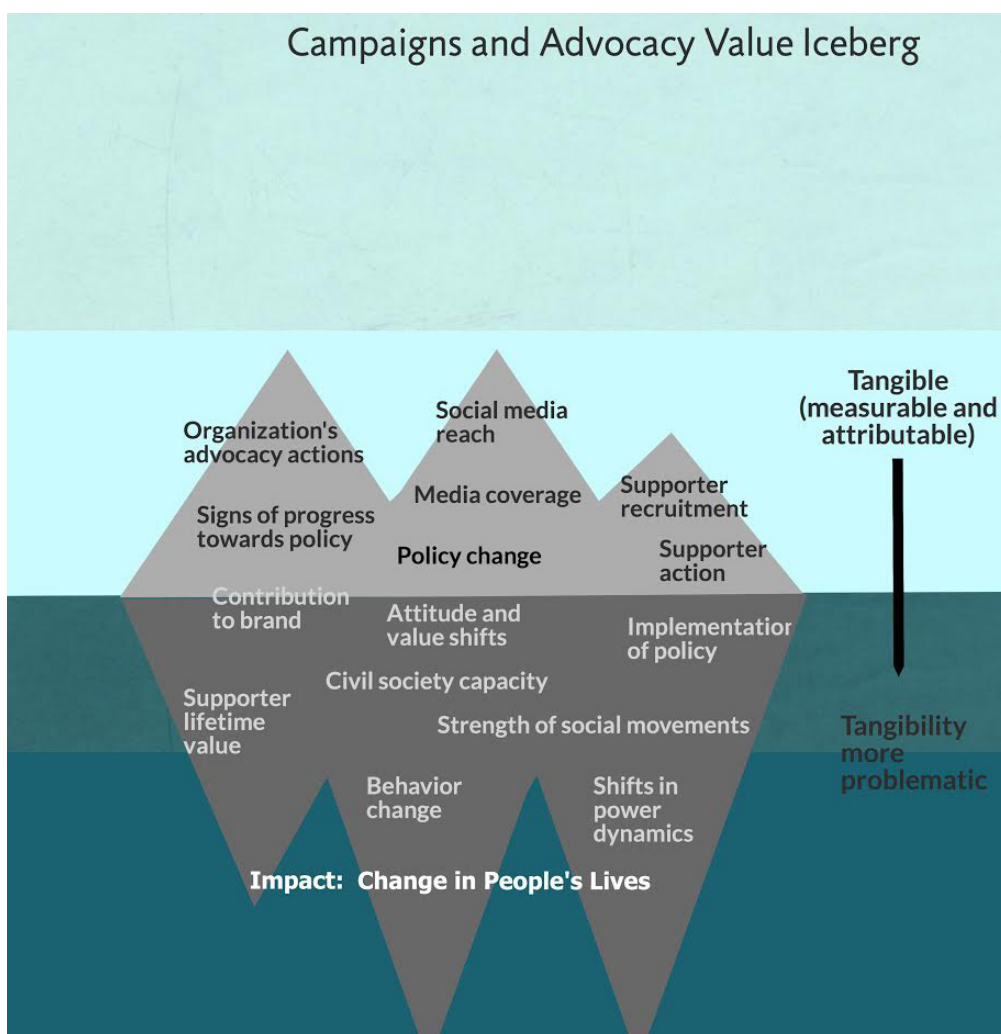 Campaigns and Advocacy Value Iceberg
Tangible
(measurable and
attributable)
Social media
reach
Organization's
advocacy actions
Media coverage
Supporter
recruitment
Signs of progress
towards policy
Policy change
Supporter
action
Contribution
to brand
Attitude and
value shifts
Implementation
of policy
Civil society capacity
Supporter
lifetime
value
Strength of social movements
Tangibility
more
problematic
Behavior
change
Shifts in
power
dynamics
Impact: Change in People's Lives